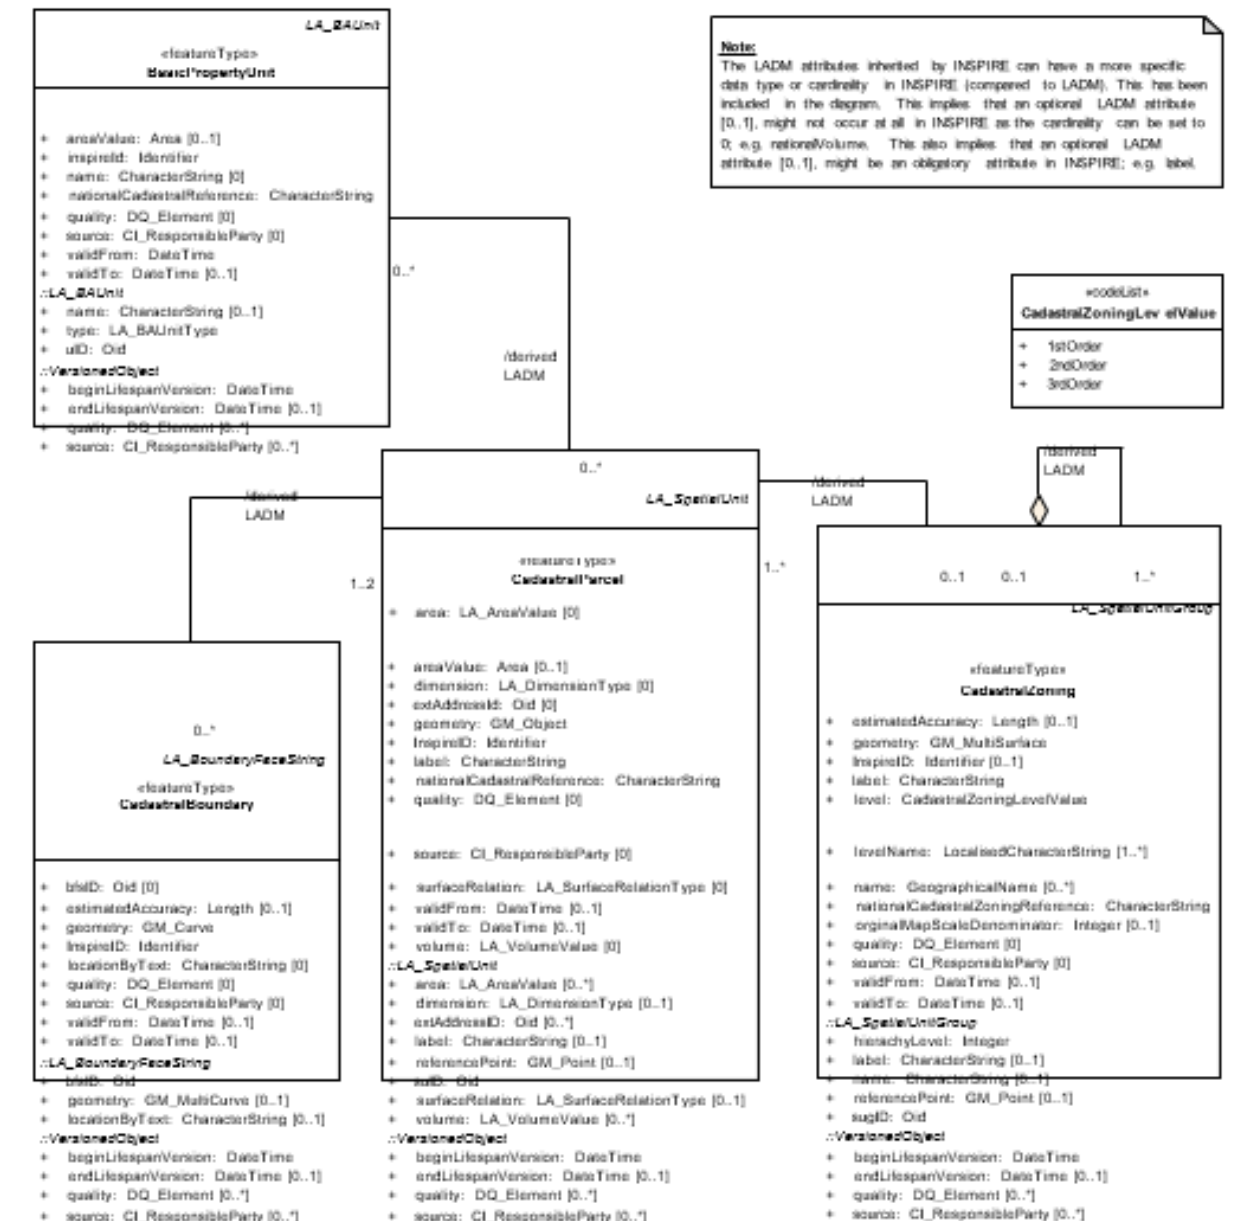 LA_BAUnit
«featureType»
BasicPropertyUnit
+ areaValue: Area [0..1]
+ inspireId: Identifier
+ name: CharacterString [0]
+ nationalCadastralReference: CharacterString
+ quality: DQ_Element [0]
+ source: CI_ResponsibleParty [0]
+ validFrom: DateTime
+ validTo: DateTime [0..1]
::LA_BAUnit
+ name: CharacterString [0..1]
+ type: LA_BAUnitType
+ uID: Oid
::VersionedObject
+ beginLifespanVersion: DateTime
+ endLifespanVersion: DateTime [0..1]
+ quality: DQ_Element [0..*]
+ source: CI_ResponsibleParty [0..*]
Note:
The LADM attributes inherited by INSPIRE can have a more specific
data type or cardinality in INSPIRE (compared to LADM). This has been
included in the diagram. This implies that an optional LADM attribute
[0..1], might not occur at all in INSPIRE as the cardinality can be set to
0; e.g. nationalVolume. This also implies that an optional LADM
attribute [0..1], might be an obligatory attribute in INSPIRE; e.g. label.
0..*
/derived
LADM
«codeList»
CadastralZoningLev elValue
+ 1stOrder
+ 2ndOrder
+ 3rdOrder
/derived
LADM
1..2
0..*
LA_SpatialUnit
«featureType»
CadastralParcel
+ area: LA_AreaValue [0]
+ areaValue: Area [0..1]
+ dimension: LA_DimensionType [0]
+ extAddressId: Oid [0]
+ geometry: GM_Object
+ InspireID: Identifier
+ label: CharacterString
+ nationalCadastralReference: CharacterString
+ quality: DQ_Element [0]
+ source: CI_ResponsibleParty [0]
+ surfaceRelation: LA_SurfaceRelationType [0]
+ validFrom: DateTime [0..1]
+ validTo: DateTime [0..1]
+ volume: LA_VolumeValue [0]
::LA_SpatialUnit
+ area: LA_AreaValue [0..*]
+ dimension: LA_DimensionType [0..1]
+ extAddressID: Oid [0..*]
+ label: CharacterString [0..1]
+ referencePoint: GM_Point [0..1]
+ suID: Oid
+ surfaceRelation: LA_SurfaceRelationType [0..1]
+ volume: LA_VolumeValue [0..*]
::VersionedObject
+ beginLifespanVersion: DateTime
+ endLifespanVersion: DateTime [0..1]
+ quality: DQ_Element [0..*]
+ source: CI_ResponsibleParty [0..*]
/derived
LADM
1..*
/derived
LADM
0..1 0..1 1..*
LA_SpatialUnitGroup
«featureType»
CadastralZoning
+ estimatedAccuracy: Length [0..1]
+ geometry: GM_MultiSurface
+ InspireID: Identifier [0..1]
+ label: CharacterString
+ level: CadastralZoningLevelValue
+ levelName: LocalisedCharacterString [1..*]
+ name: GeographicalName [0..*]
+ nationalCadastralZoningReference: CharacterString
+ orginalMapScaleDenominator: Integer [0..1]
+ quality: DQ_Element [0]
+ source: CI_ResponsibleParty [0]
+ validFrom: DateTime [0..1]
+ validTo: DateTime [0..1]
::LA_SpatialUnitGroup
+ hierachyLevel: Integer
+ label: CharacterString [0..1]
+ name: CharacterString [0..1]
+ referencePoint: GM_Point [0..1]
+ sugID: Oid
::VersionedObject
+ beginLifespanVersion: DateTime
+ endLifespanVersion: DateTime [0..1]
+ quality: DQ_Element [0..*]
+ source: CI_ResponsibleParty [0..*]
0..*
LA_BoundaryFaceString
«featureType»
CadastralBoundary
+ bfsID: Oid [0]
+ estimatedAccuracy: Length [0..1]
+ geometry: GM_Curve
+ InspireID: Identifier
+ locationByText: CharacterString [0]
+ quality: DQ_Element [0]
+ source: CI_ResponsibleParty [0]
+ validFrom: DateTime [0..1]
+ validTo: DateTime [0..1]
::LA_BoundaryFaceString
+ bfsID: Oid
+ geometry: GM_MultiCurve [0..1]
+ locationByText: CharacterString [0..1]
::VersionedObject
+ beginLifespanVersion: DateTime
+ endLifespanVersion: DateTime [0..1]
+ quality: DQ_Element [0..*]
+ source: CI_ResponsibleParty [0..*]